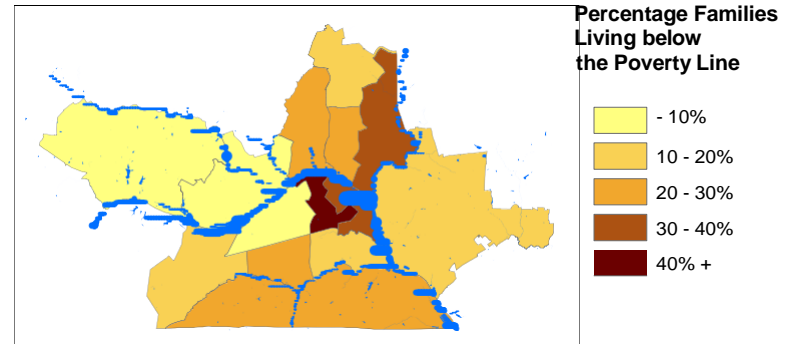 Percentage Families
Living below
the Poverty Line
- 10%
10 - 20%
20 - 30%
30 - 40%
40% +